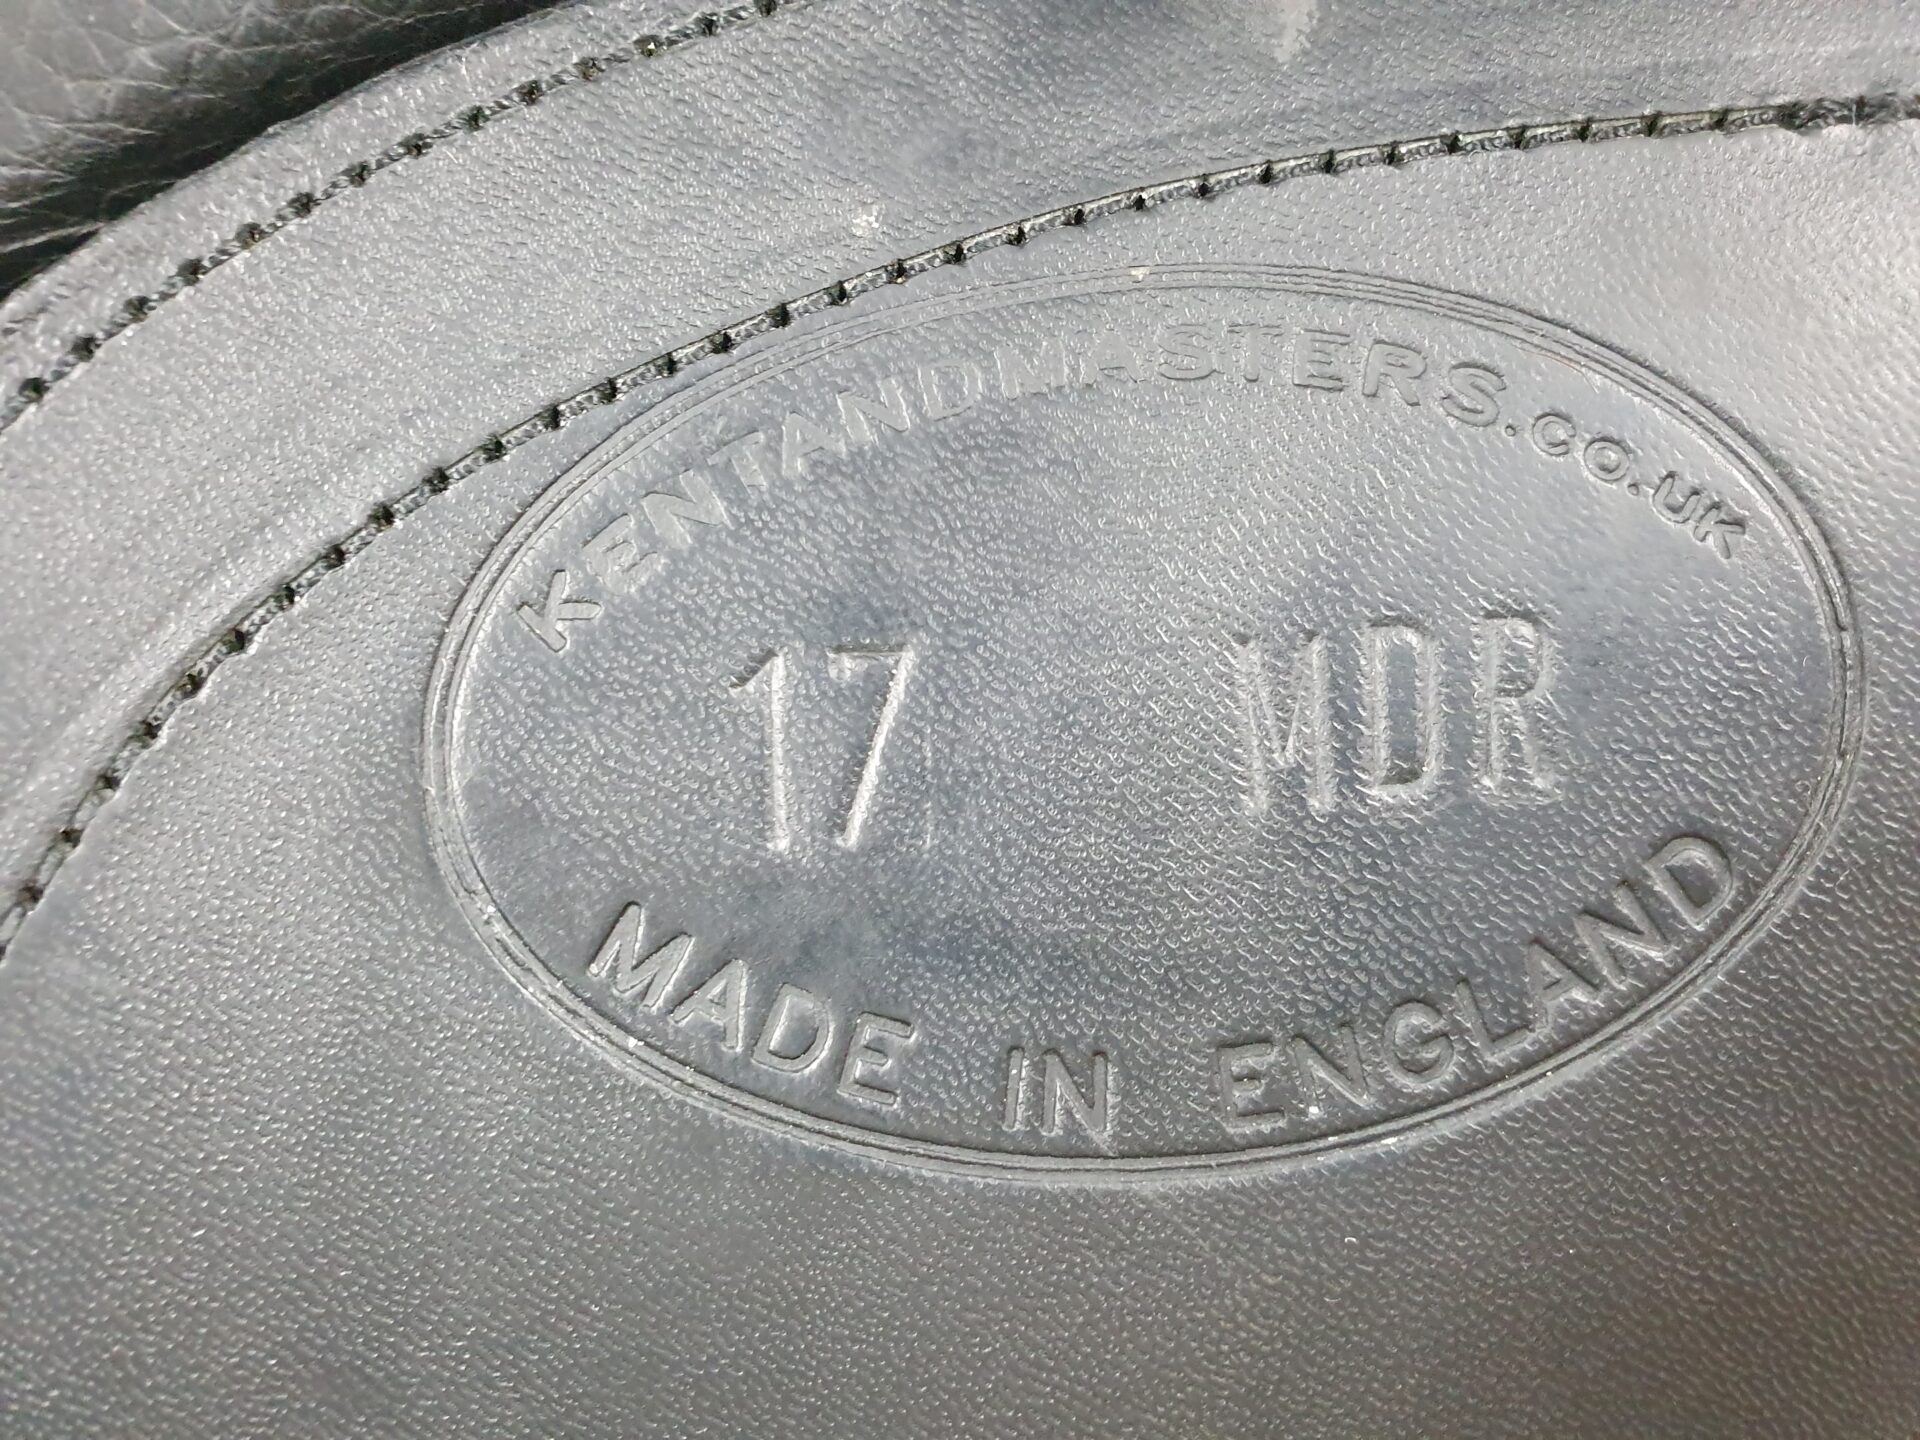 KENTANDMASTERS.CO.UK
17 MDR
MADE IN ENGLAND